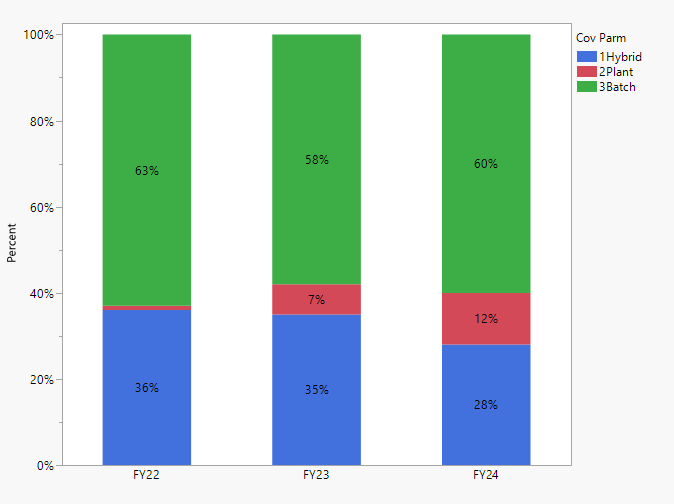 Cov Parm
1Hybrid
2Plant
3Batch
Percent
100%
80%
60%
40%
20%
0%
63%
58%
60%
7%
12%
36%
35%
28%
FY22
FY23
FY24